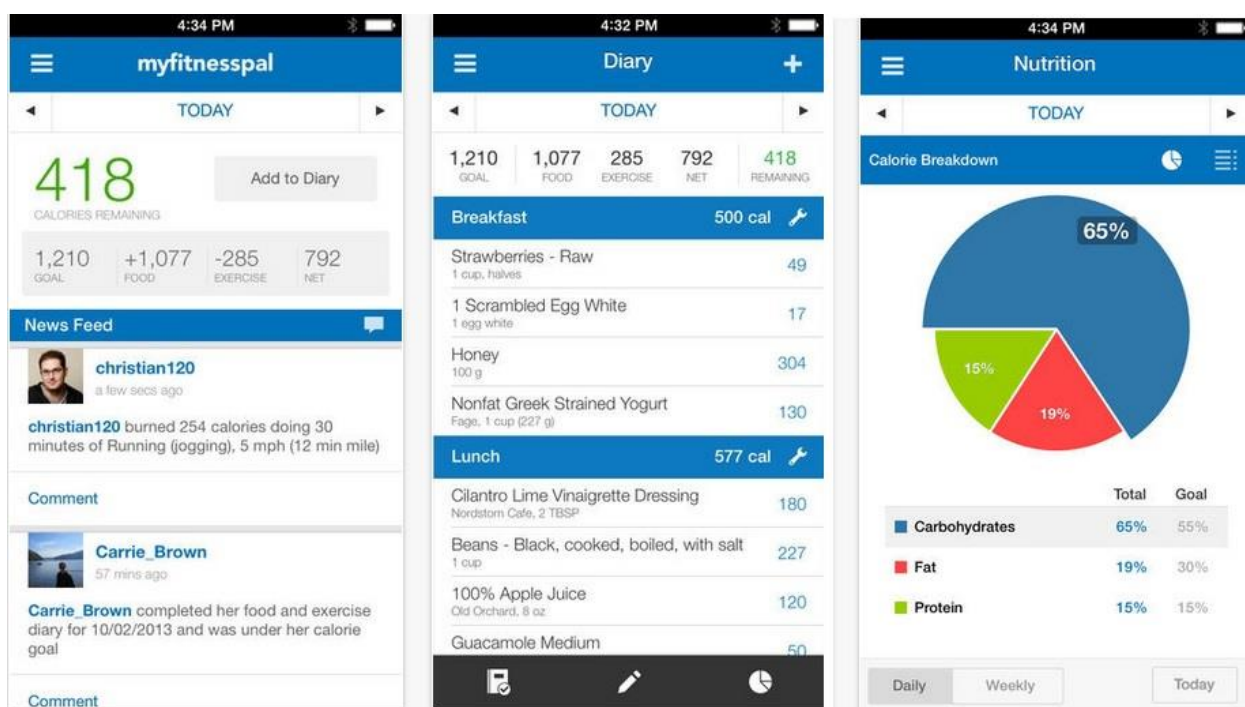 4:34 PM
myfitnesspal
TODAY
418
CALORIES REMAINING
Add to Diary
1,210 +1,077 -285 792
GOAL FOOD EXERCISE NET
News Feed
christian120
a few secs ago
christian120 burned 254 calories doing 30
minutes of Running (jogging), 5 mph (12 min mile)
Comment
Carrie_Brown
57 mins ago
Carrie_Brown completed her food and exercise
diary for 10/02/2013 and was under her calorie
goal
Comment
4:32 PM
Diary
TODAY
1,210 1,077 285 792 418
GOAL FOOD EXERCISE NET REMAINING
Breakfast 500 cal
Strawberries - Raw 49
1 cup, halves
1 Scrambled Egg White 17
1 egg white
Honey 304
100 g
Nonfat Greek Strained Yogurt 130
Fage, 1 cup (227 g)
Lunch 577 cal
Cilantro Lime Vinaigrette Dressing 180
Nordstom Cafe, 2 TBSP
Beans - Black, cooked, boiled, with salt 227
1 cup
100% Apple Juice 120
Old Orchard, 8 oz
Guacamole Medium 50
4:34 PM
Nutrition
TODAY
Calorie Breakdown
65%
15%
19%
Total Goal
Carbohydrates 65% 55%
Fat 19% 30%
Protein 15% 15%
Daily Weekly Today